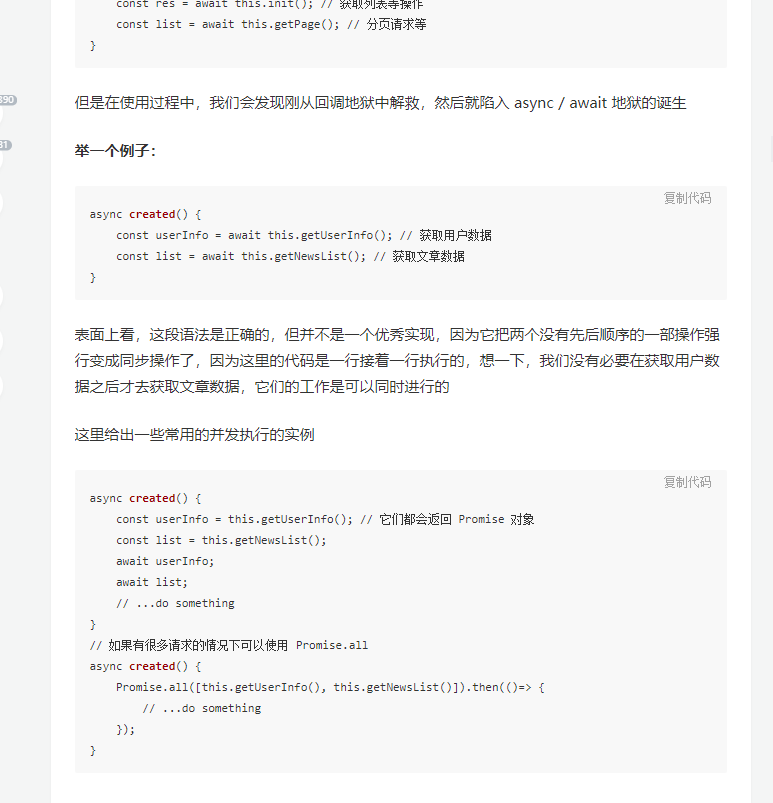 const res = await this.init(); // 获取列表等操作
const list = await this.getPage(); // 分页请求等
}
但是在使用过程中，我们会发现刚从回调地狱中解救，然后就陷入 async / await 地狱的诞生
举一个例子：
复制代码
async created() {
const userInfo = await this.getUserInfo(); // 获取用户数据
const list = await this.getNewsList(); // 获取文章数据
}
表面上看，这段语法是正确的，但并不是一个优秀实现，因为它把两个没有先后顺序的一部操作强
行变成同步操作了，因为这里的代码是一行接着一行执行的，想一下，我们没有必要在获取用户数
据之后才去获取文章数据，它们的工作是可以同时进行的
这里给出一些常用的并发执行的实例
复制代码
async created() {
const userInfo = this.getUserInfo(); // 它们都会返回 Promise 对象
const list = this.getNewsList();
await userInfo;
await list;
// ...do something
}
// 如果有很多请求的情况下可以使用 Promise.all
async created() {
Promise.all([this.getUserInfo(), this.getNewsList()]).then(()=> {
// ...do something
});
}